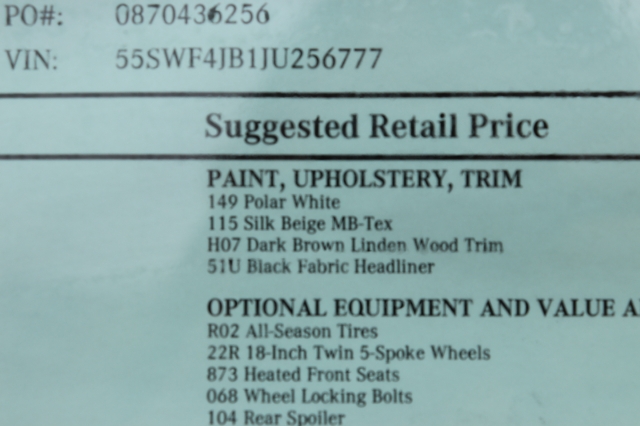 PO#: 0870436256
VIN: 55SWF4JB1JU256777
Suggested Retail Price
PAINT, UPHOLSTERY, TRIM
149 Polar White
115 Silk Beige MB-Tex
H07 Dark Brown Linden Wood Trim
51U Black Fabric Headliner
OPTIONAL EQUIPMENT AND VALUE A
R02 All-Season Tires
22R 18-Inch Twin 5-Spoke Wheels
873 Heated Front Seats
068 Wheel Locking Bolts
104 Rear Spoiler